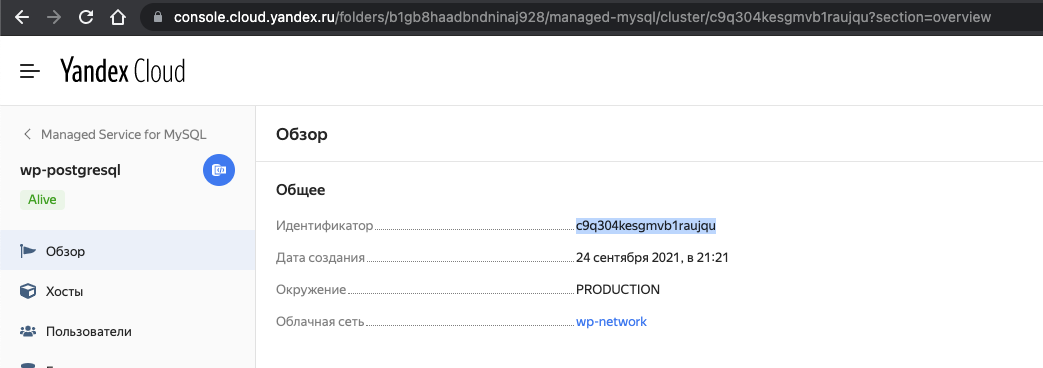 console.cloud.yandex.ru/folders/b1gb8haadbndninaj928/managed-mysql/cluster/c9q304kesgmvb1raujqu?section=overview
Yandex Cloud
Managed Service for MySQL
wp-postgresql
Alive
Обзор
Хосты
Пользователи
Обзор
Общее
Идентификатор c9q304kesgmvb1raujqu
Дата создания 24 сентября 2021, в 21:21
Окружение PRODUCTION
Облачная сеть wp-network